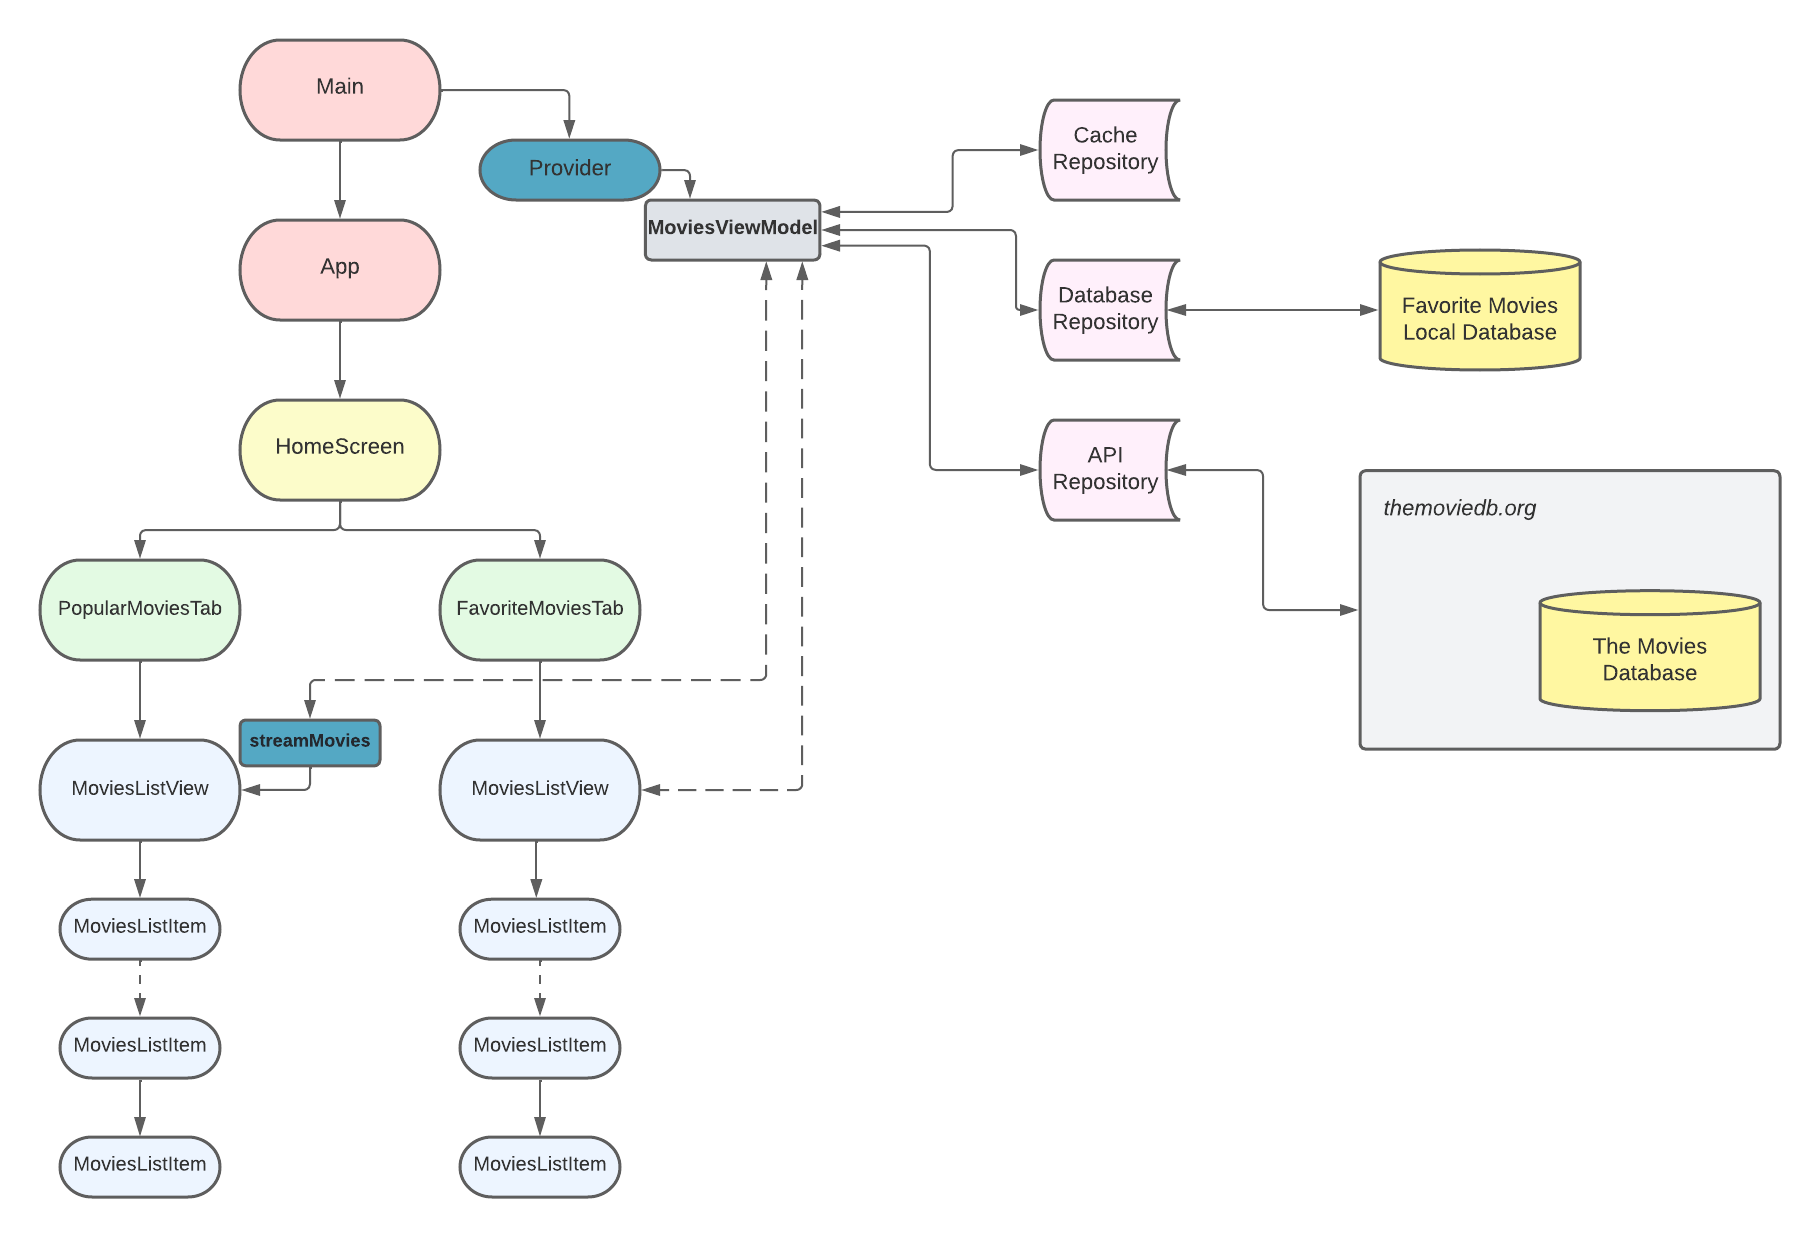 Main
Provider
Cache
Repository
MoviesViewModel
App
Database
Repository
Favorite Movies
Local Database
HomeScreen
API
Repository
themoviedb.org
PopularMoviesTab
FavoriteMoviesTab
The Movies
Database
streamMovies
MoviesListView
MoviesListView
MoviesListItem
MoviesListItem
MoviesListItem
MoviesListItem
MoviesListItem
MoviesListItem